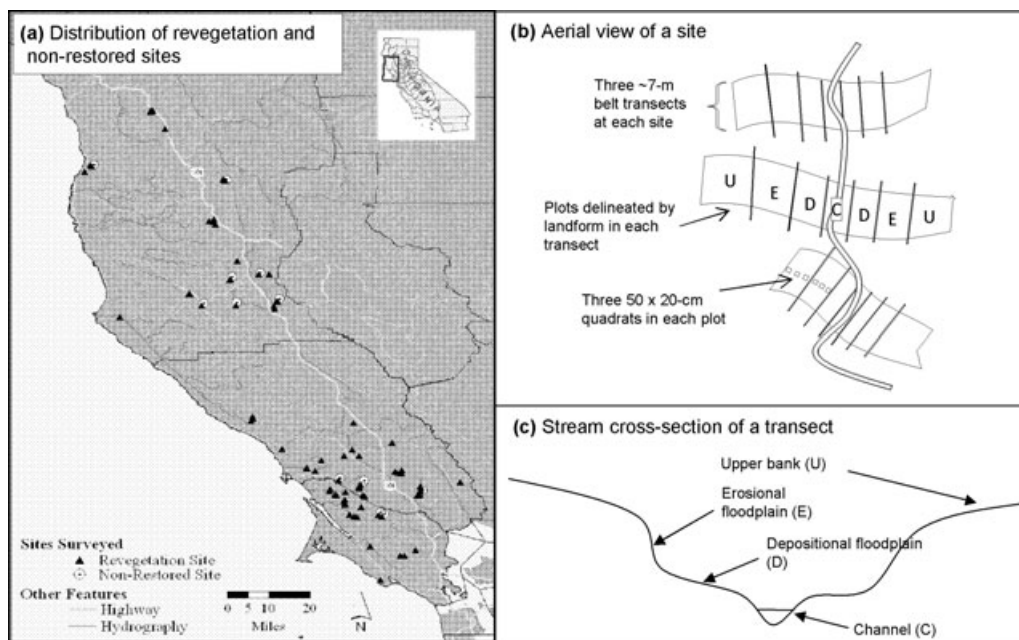 (a) Distribution of revegetation and
non-restored sites
Sites Surveyed
Revegetation Site
Non-Restored Site
Other Features
Highway
Hydrography
0 5 10 20
Miles
N
(b) Aerial view of a site
Three ~7-m
belt transects
at each site
U E D C D E U
Plots delineated by
landform in each
transect
Three 50 x 20-cm
quadrats in each plot
(c) Stream cross-section of a transect
Upper bank (U)
Erosional
floodplain (E)
Depositional floodplain
(D)
Channel (C)